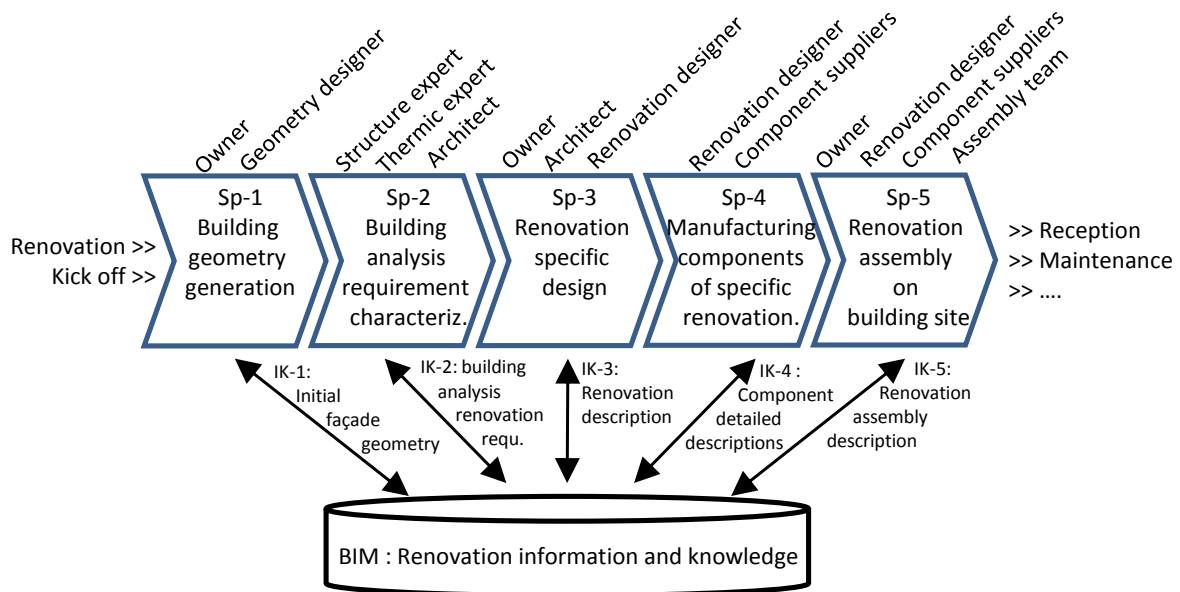 Owner
Geometry designer
Structure expert
Thermic expert
Architect
Owner
Architect
Renovation designer
Renovation designer
Component suppliers
Owner
Renovation designer
Component suppliers
Assembly team
Renovation >>
Kick off >>
Sp-1
Building
geometry
generation
Sp-2
Building
analysis
requirement
characteriz.
Sp-3
Renovation
specific
design
Sp-4
Manufacturing
components
of specific
renovation.
Sp-5
Renovation
assembly
on
building site
>> Reception
>> Maintenance
>> ....
IK-1:
Initial
façade
geometry
IK-2: building
analysis
renovation
requ.
IK-3:
Renovation
description
IK-4 :
Component
detailed
descriptions
IK-5:
Renovation
assembly
description
BIM : Renovation information and knowledge